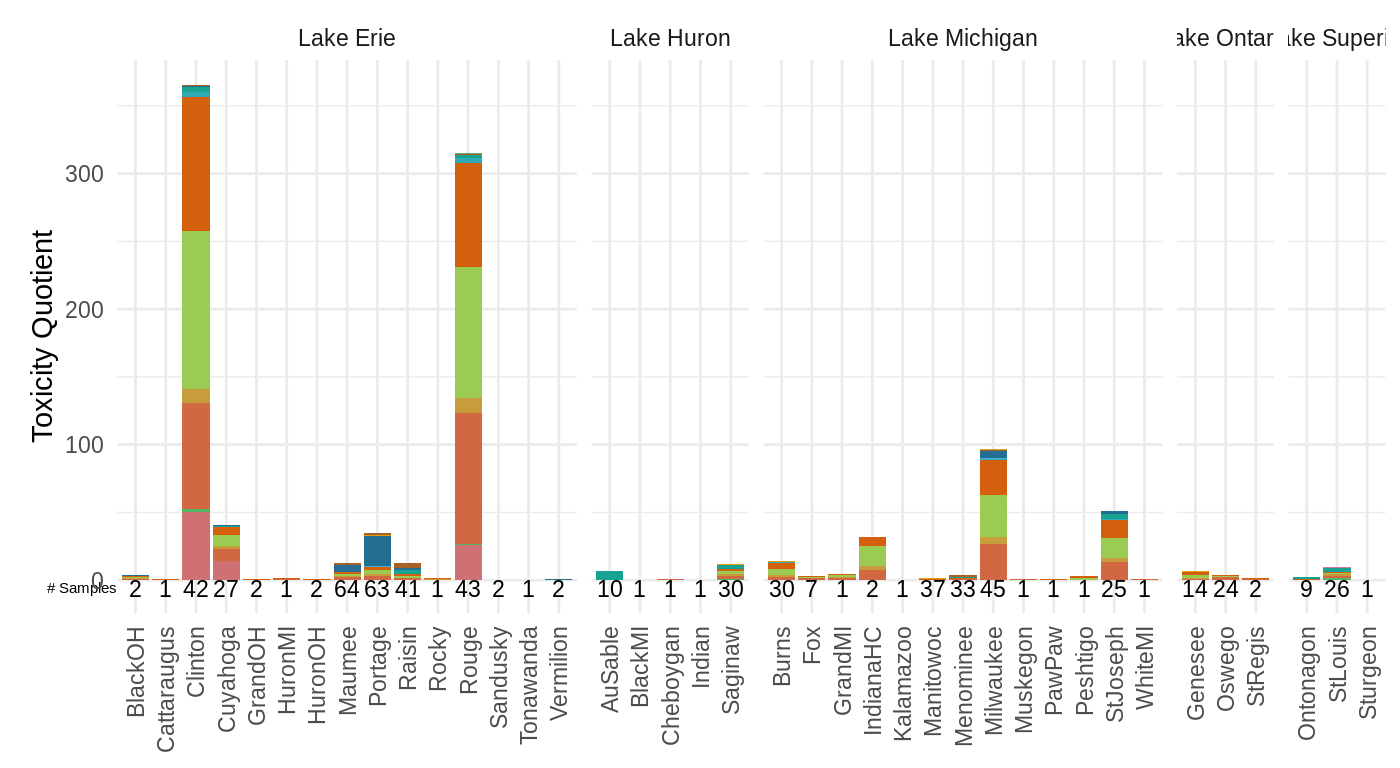 Lake Erie
Lake Huron
Lake Michigan
ake Ontar
ke Superi
Toxicity Quotient
300
200
100
0
# Samples
2 1 42 27 2 1 2 64 63 41 1 43 2 1 2
10 1 1 1 30
30 7 1 2 1 37 33 45 1 1 1 25 1
14 24 2
9 26 1
BlackOH
Cattaraugus
Clinton
Cuyahoga
GrandOH
HuronMI
HuronOH
Maumee
Portage
Raisin
Rocky
Rouge
Sandusky
Tonawanda
Vermilion
AuSable
BlackMI
Cheboygan
Indian
Saginaw
Burns
Fox
GrandMI
IndianaHC
Kalamazoo
Manitowoc
Menominee
Milwaukee
Muskegon
PawPaw
Peshtigo
StJoseph
WhiteMI
Genesee
Oswego
StRegis
Ontonagon
StLouis
Sturgeon